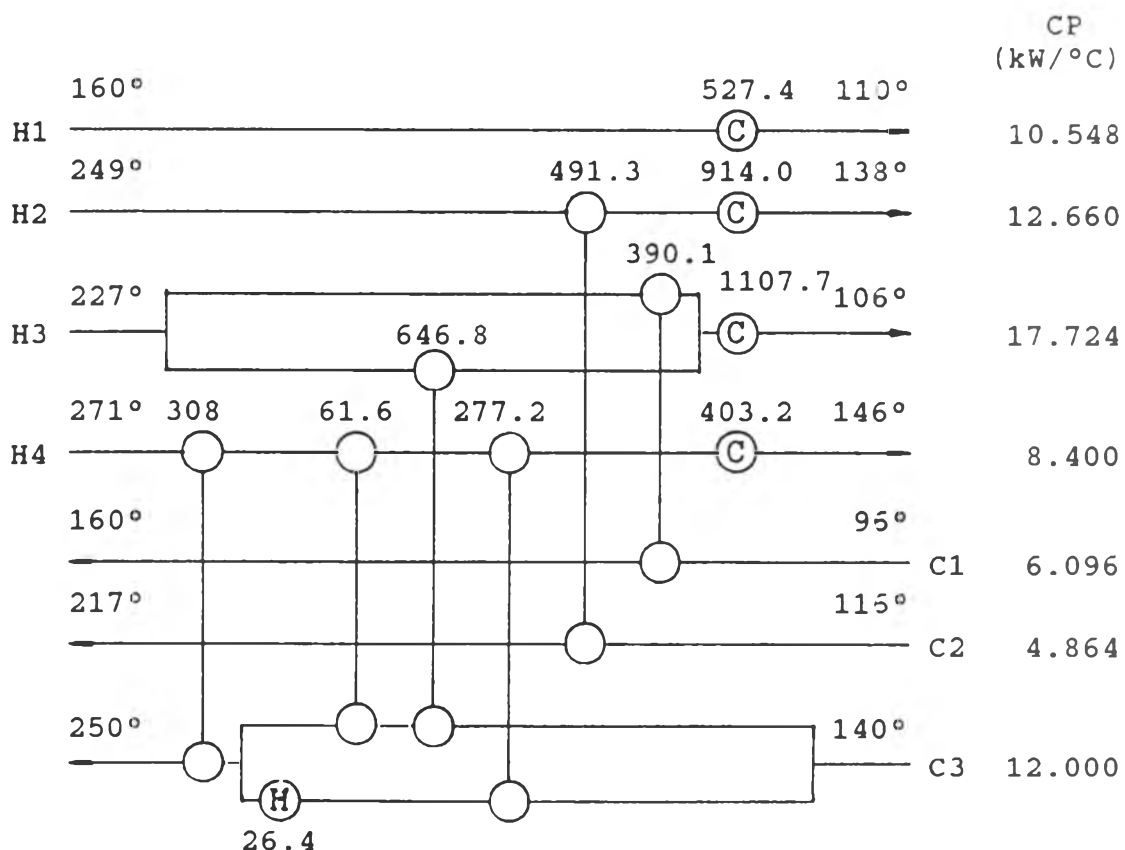 CP
(kW/°C)
160° 527.4 110°
H1 C 10.548
249° 491.3 914.0 138°
H2 C 12.660
390.1
227° 1107.7 106°
H3 C 17.724
646.8
271° 308 61.6 277.2 403.2 146°
H4 C 8.400
160° 96°
C1 6.096
217° 116°
C2 4.864
250° 140°
C3 12.000
H
26.4